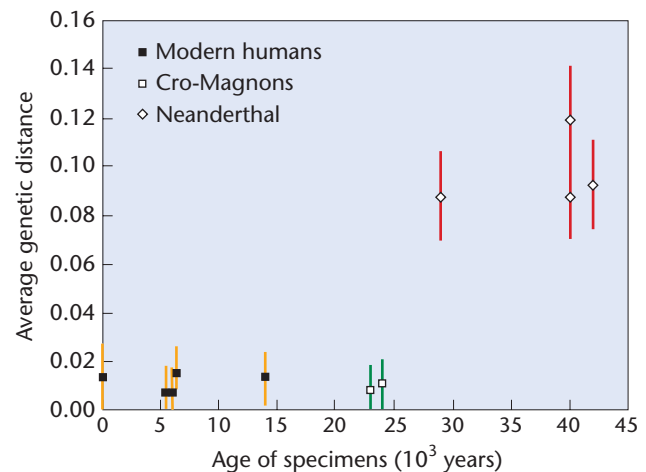 Average genetic distance
0.16
0.14
0.12
0.10
0.08
0.06
0.04
0.02
0.00
Modern humans
Cro-Magnons
Neanderthal
0 5 10 15 20 25 30 35 40 45
Age of specimens (10³ years)